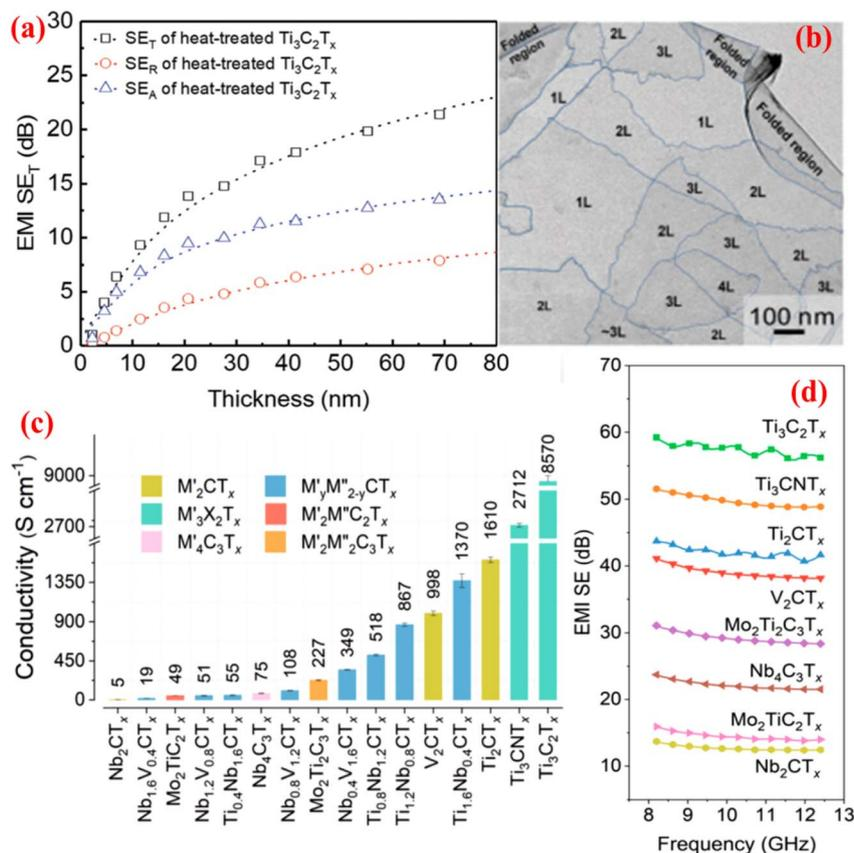 (a)
30
25
20
15
10
5
0
EMI SE_T (dB)
SE_T of heat-treated Ti₃C₂Tₓ
SE_R of heat-treated Ti₃C₂Tₓ
SE_A of heat-treated Ti₃C₂Tₓ
0 10 20 30 40 50 60 70 80
Thickness (nm)
(b)
Folded
region
2L
3L
Folded
region
1L
2L
1L
Folded region
1L
3L
2L
2L
3L
2L
3L
4L
3L
2L
~3L
2L
100 nm
(c)
Conductivity (S cm⁻¹)
9000
2700
1350
900
450
0
M'₂CTₓ
M'₃X₂Tₓ
M'₄C₃Tₓ
M'ᵧM"₂₋ᵧCTₓ
M'₂M"C₂Tₓ
M'₂M"₂C₃Tₓ
5
19
49
51
55
75
108
227
349
518
867
998
1370
1610
2712
8570
Nb₂CTₓ
Nb₁.₆V₀.₄CTₓ
Mo₂TiC₂Tₓ
Nb₁.₂V₀.₈CTₓ
Ti₀.₄Nb₁.₆CTₓ
Nb₄C₃Tₓ
Nb₀.₈V₁.₂CTₓ
Mo₂Ti₂C₃Tₓ
Nb₀.₄V₁.₆CTₓ
Ti₀.₈Nb₁.₂CTₓ
Ti₁.₂Nb₀.₈CTₓ
V₂CTₓ
Ti₁.₆Nb₀.₄CTₓ
Ti₂CTₓ
Ti₃CNTₓ
Ti₃C₂Tₓ
(d)
70
60
50
40
30
20
10
EMI SE (dB)
Ti₃C₂Tₓ
Ti₃CNTₓ
Ti₂CTₓ
V₂CTₓ
Mo₂Ti₂C₃Tₓ
Nb₄C₃Tₓ
Mo₂TiC₂Tₓ
Nb₂CTₓ
8 9 10 11 12 13
Frequency (GHz)